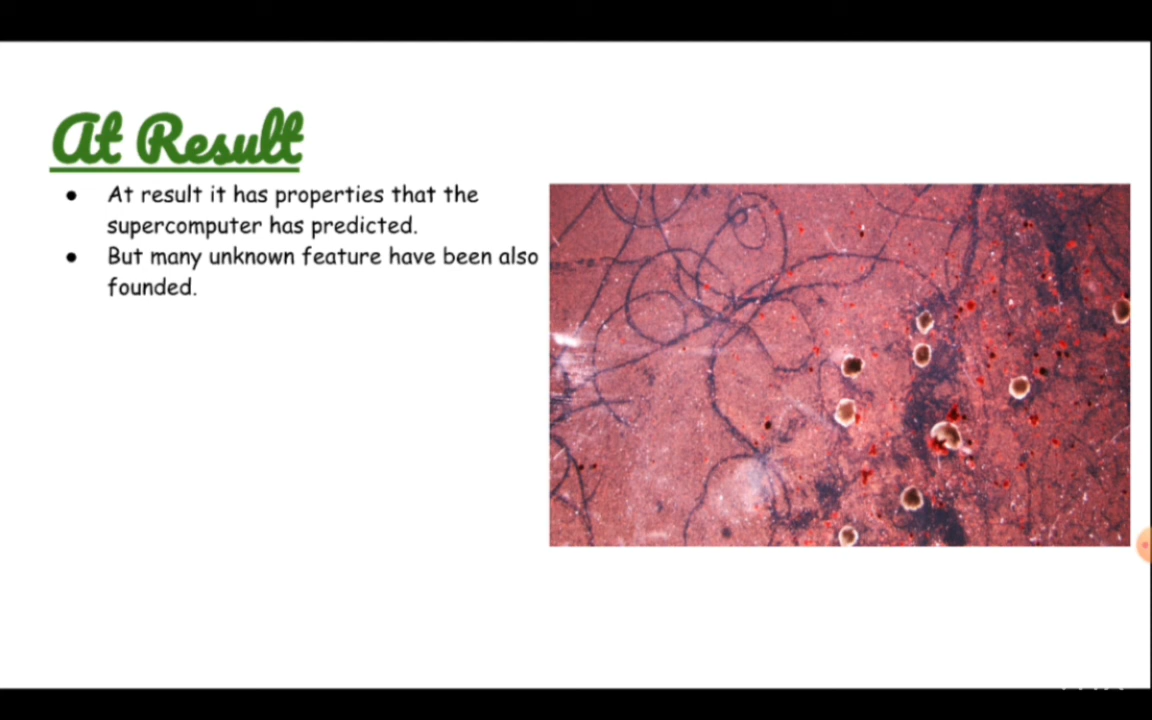 At Result
At result it has properties that the
supercomputer has predicted.
But many unknown feature have been also
founded.